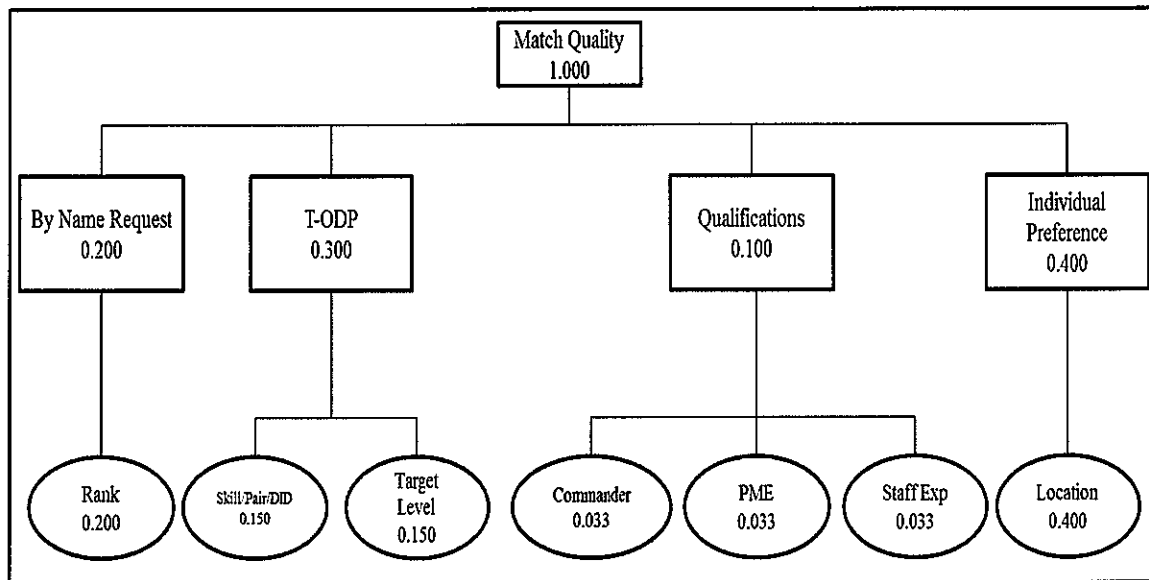 Match Quality
1.000
By Name Request
0.200
T-ODP
0.300
Qualifications
0.100
Individual
Preference
0.400
Rank
0.200
Skill/Pair/DID
0.150
Target
Level
0.150
Commander
0.033
PME
0.033
Staff Exp
0.033
Location
0.400